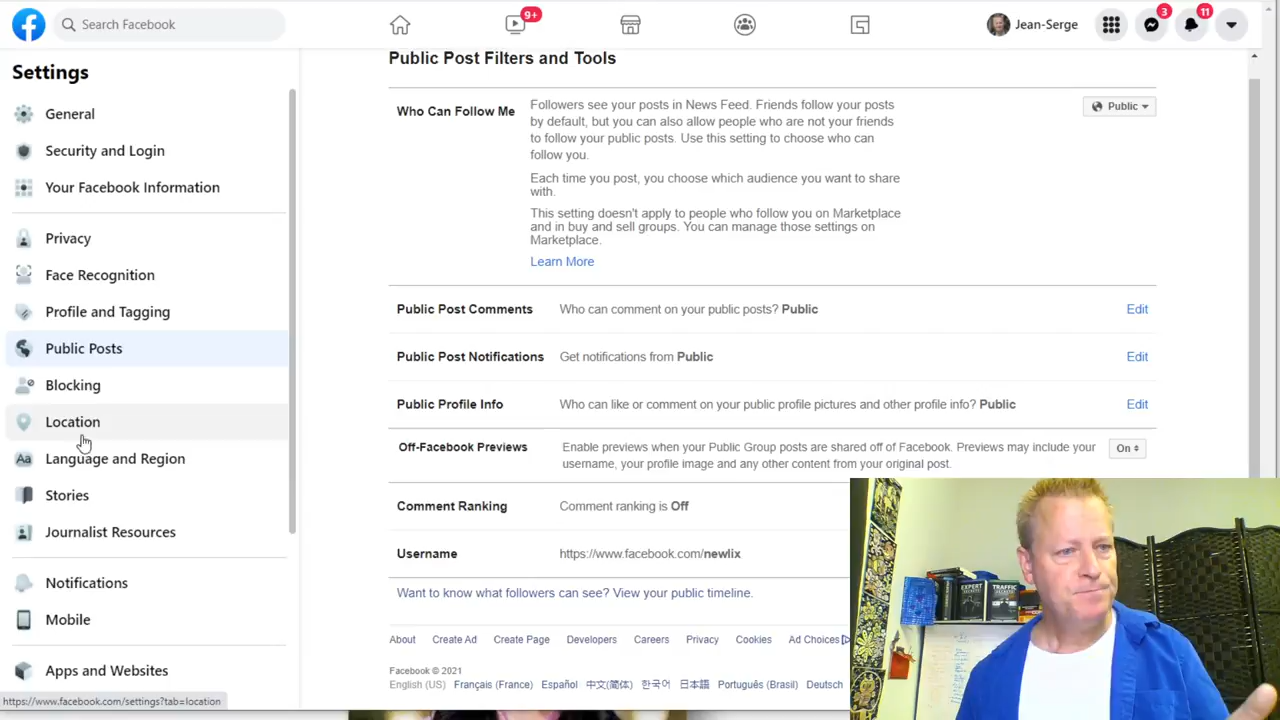 Search Facebook
9+
Jean-Serge
3
11
Settings
General
Security and Login
Your Facebook Information
Privacy
Face Recognition
Profile and Tagging
Public Posts
Blocking
Location
Aa Language and Region
Stories
Journalist Resources
Notifications
Mobile
Apps and Websites
https://www.facebook.com/settings?tab=location
Public Post Filters and Tools
Who Can Follow Me
Followers see your posts in News Feed. Friends follow your posts
by default, but you can also allow people who are not your friends
to follow your public posts. Use this setting to choose who can
follow you.
Public
Each time you post, you choose which audience you want to share
with.
This setting doesn't apply to people who follow you on Marketplace
and in buy and sell groups. You can manage those settings on
Marketplace.
Learn More
Public Post Comments Who can comment on your public posts? Public Edit
Public Post Notifications Get notifications from Public Edit
Public Profile Info Who can like or comment on your public profile pictures and other profile info? Public Edit
Off-Facebook Previews Enable previews when your Public Group posts are shared off of Facebook. Previews may include your
username, your profile image and any other content from your original post.
On
Comment Ranking Comment ranking is Off
Username https://www.facebook.com/newlix
Want to know what followers can see? View your public timeline.
About Create Ad Create Page Developers Careers Privacy Cookies Ad Choices
Facebook © 2021
English (US) Français (France) Español 中文(简体) 한국어 日本語 Português (Brasil) Deutsch
EXPERT
SECRETS
TRAFFIC
SECRETS